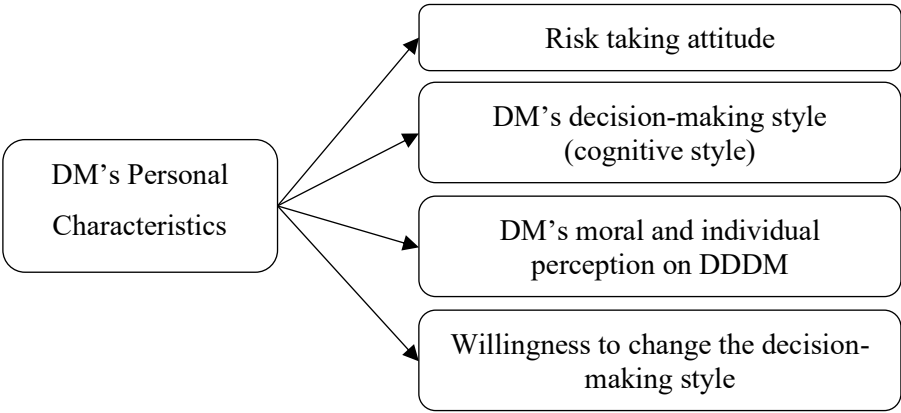 DM's Personal
Characteristics
Risk taking attitude
DM's decision-making style
(cognitive style)
DM's moral and individual
perception on DDDM
Willingness to change the decision-
making style